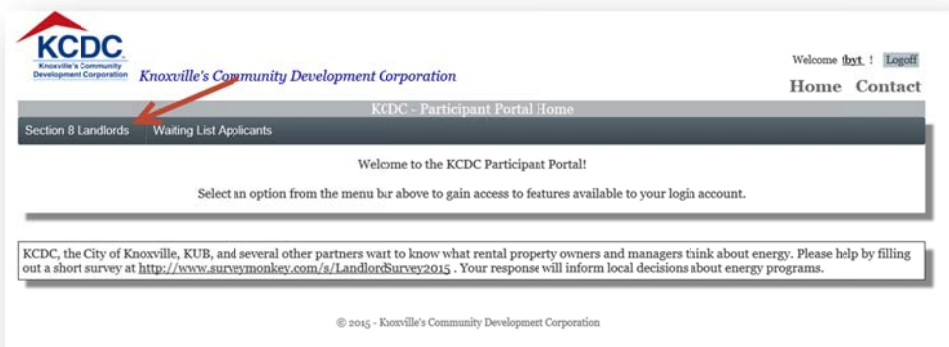 KCDC
Knoxville's Community
Development Corporation
Knoxville's Community Development Corporation
Welcome tbyt ! Logoff
Home Contact
KCDC - Participant Portal Home
Section 8 Landlords Waiting List Applicants
Welcome to the KCDC Participant Portal!
Select an option from the menu bar above to gain access to features available to your login account.
KCDC, the City of Knoxville, KUB, and several other partners want to know what rental property owners and managers think about energy. Please help by filling
out a short survey at http://www.surveymonkey.com/s/LandlordSurvey2015 . Your response will inform local decisions about energy programs.
© 2015 - Knoxville's Community Development Corporation